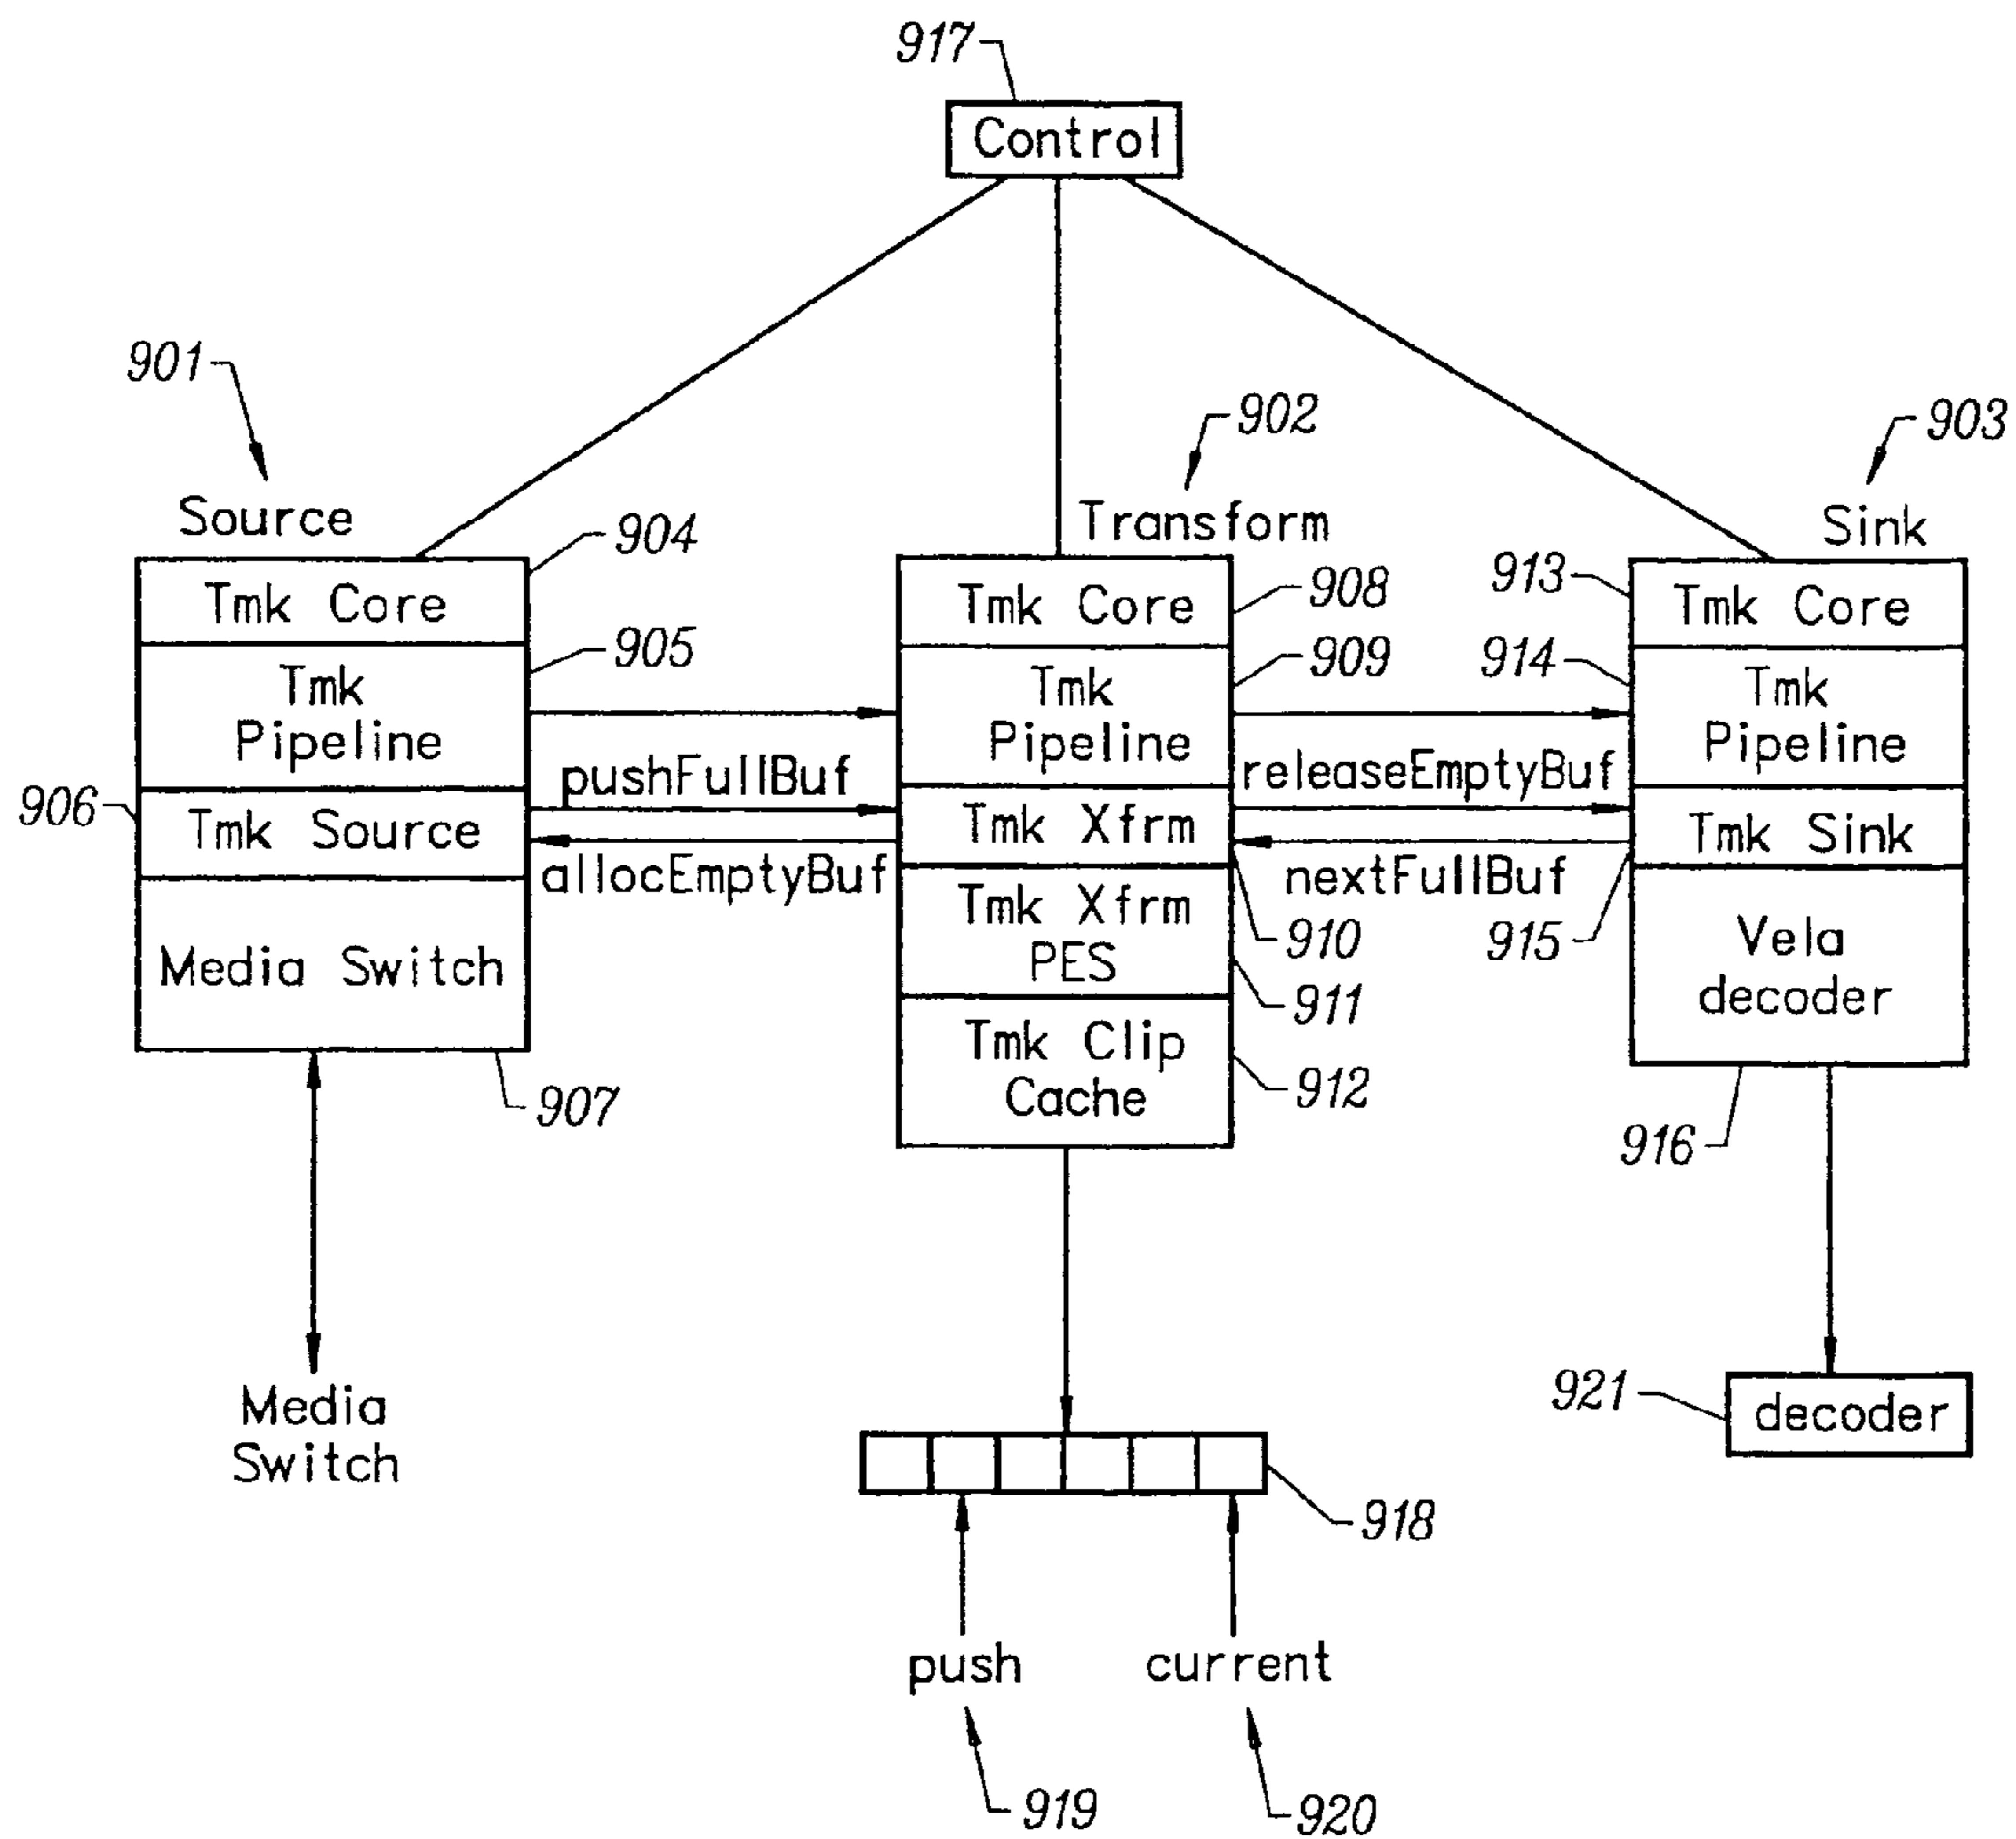 917
Control
901
902
903
Source
Transform
Sink
904
Tmk Core
905
Tmk
Pipeline
906
Tmk Source
Media Switch
907
Media
Switch
pushFullBuf
allocEmptyBuf
Tmk Core
908
Tmk
Pipeline
909
Tmk Xfrm
910
Tmk Xfrm
PES
911
Tmk Clip
Cache
912
releaseEmptyBuf
nextFullBuf
913
Tmk Core
914
Tmk
Pipeline
Tmk Sink
915
Vela
decoder
916
921
decoder
918
push
current
919
920